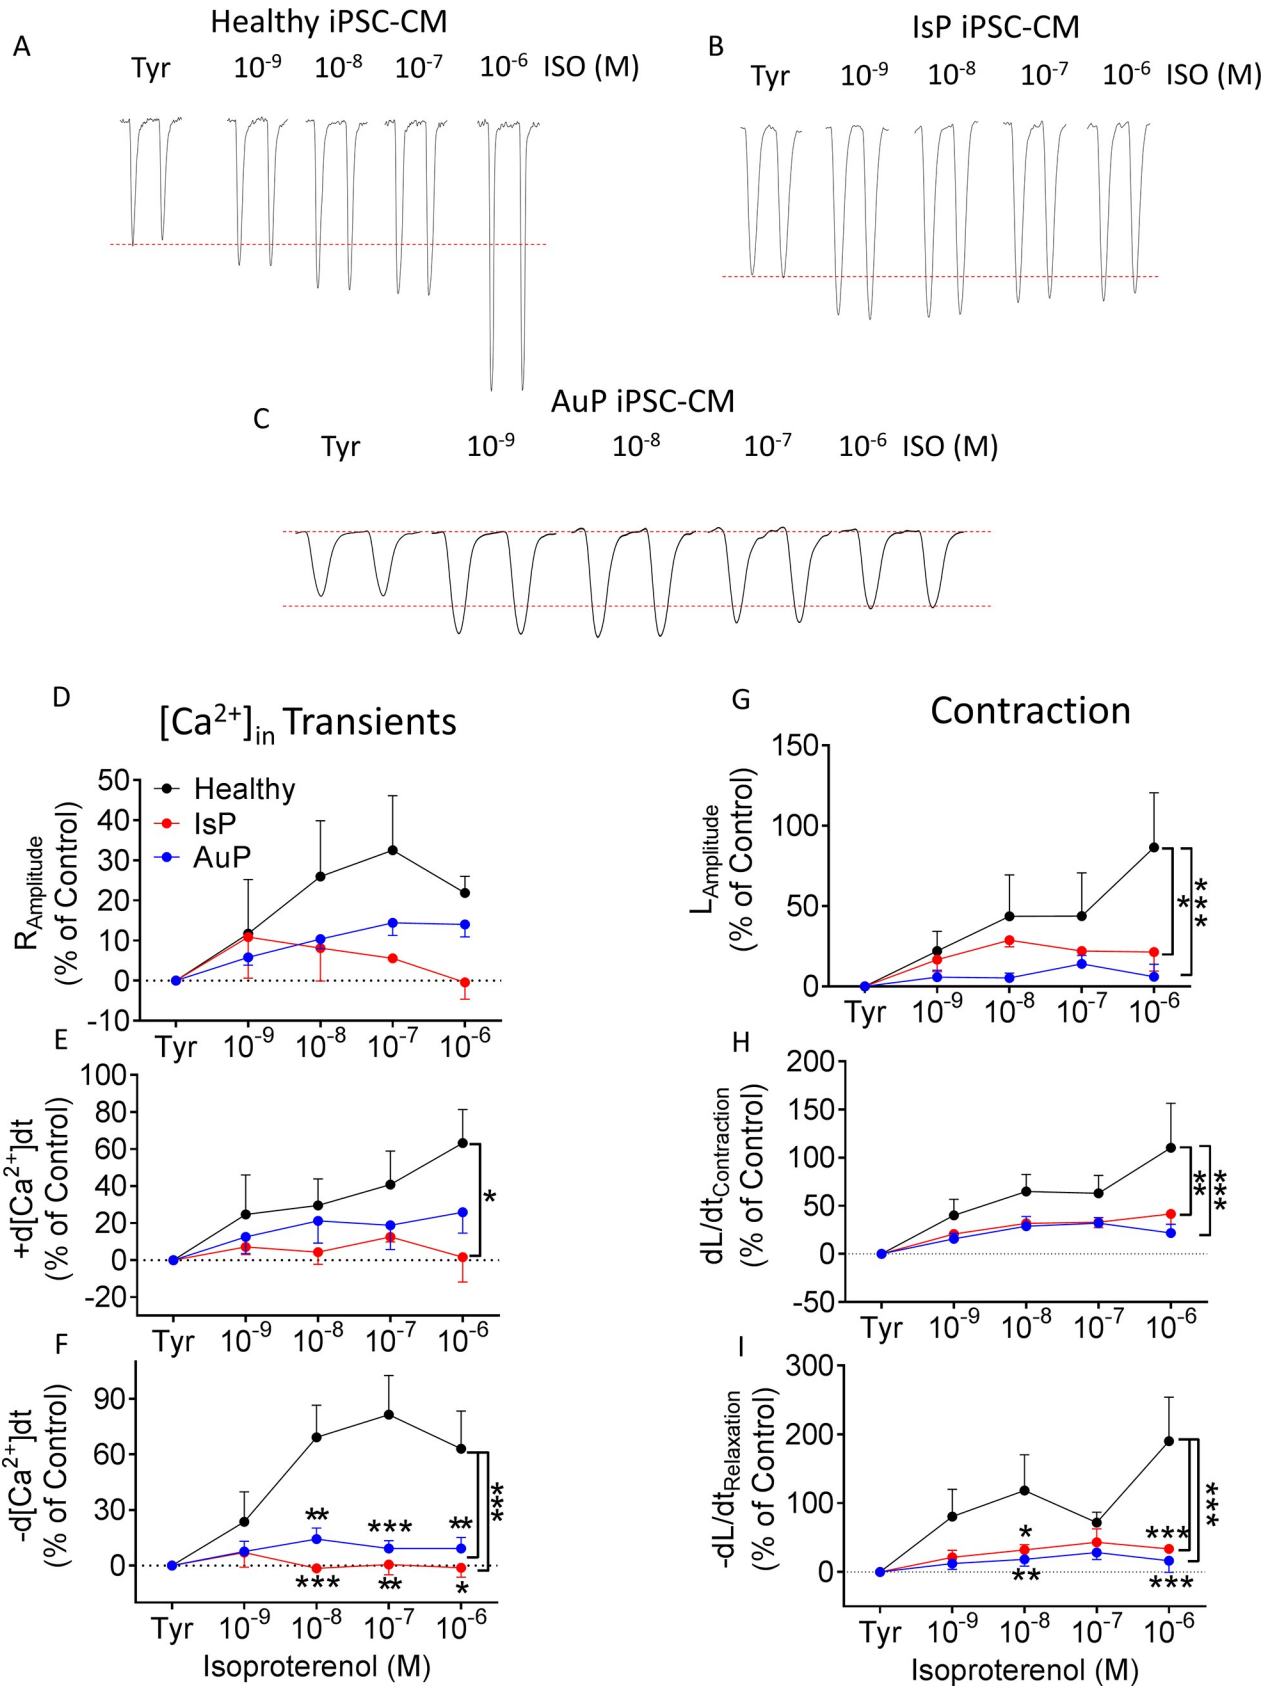 Healthy iPSC-CM
A
Tyr 10-9 10-8 10-7 10-6 ISO (M)
IsP iPSC-CM
B
Tyr 10-9 10-8 10-7 10-6 ISO (M)
AuP iPSC-CM
C
Tyr 10-9 10-8 10-7 10-6 ISO (M)
D
[Ca2+]in Transients
RAmplitude
(% of Control)
50
40
30
20
10
0
-10
Healthy
IsP
AuP
Tyr 10-9 10-8 10-7 10-6
E
+d[Ca2+]dt
(% of Control)
100
80
60
40
20
0
-20
*
Tyr 10-9 10-8 10-7 10-6
F
-d[Ca2+]dt
(% of Control)
90
60
30
0
** *** **
*** ** *
***
Tyr 10-9 10-8 10-7 10-6
Isoproterenol (M)
G
Contraction
LAmplitude
(% of Control)
150
100
50
0
*
***
Tyr 10-9 10-8 10-7 10-6
H
dL/dtContraction
(% of Control)
200
150
100
50
0
-50
**
***
Tyr 10-9 10-8 10-7 10-6
I
-dL/dtRelaxation
(% of Control)
300
200
100
0
* ***
** ***
***
Tyr 10-9 10-8 10-7 10-6
Isoproterenol (M)